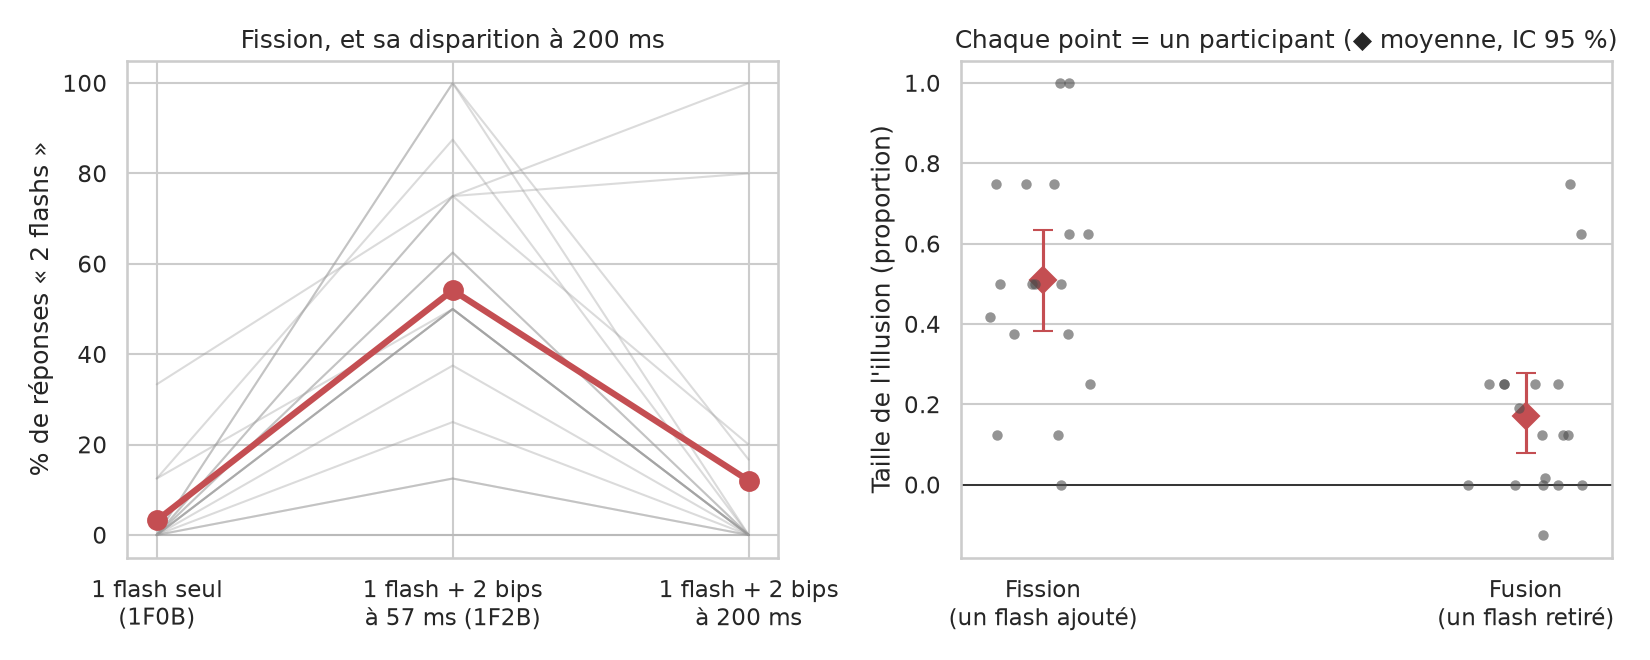 Fission, et sa disparition à 200 ms
% de réponses « 2 flashs »
100
80
60
40
20
0
1 flash seul
(1F0B)
1 flash + 2 bips
à 57 ms (1F2B)
1 flash + 2 bips
à 200 ms
Chaque point = un participant (◆ moyenne, IC 95 %)
Taille de l'illusion (proportion)
1.0
0.8
0.6
0.4
0.2
0.0
Fission
(un flash ajouté)
Fusion
(un flash retiré)